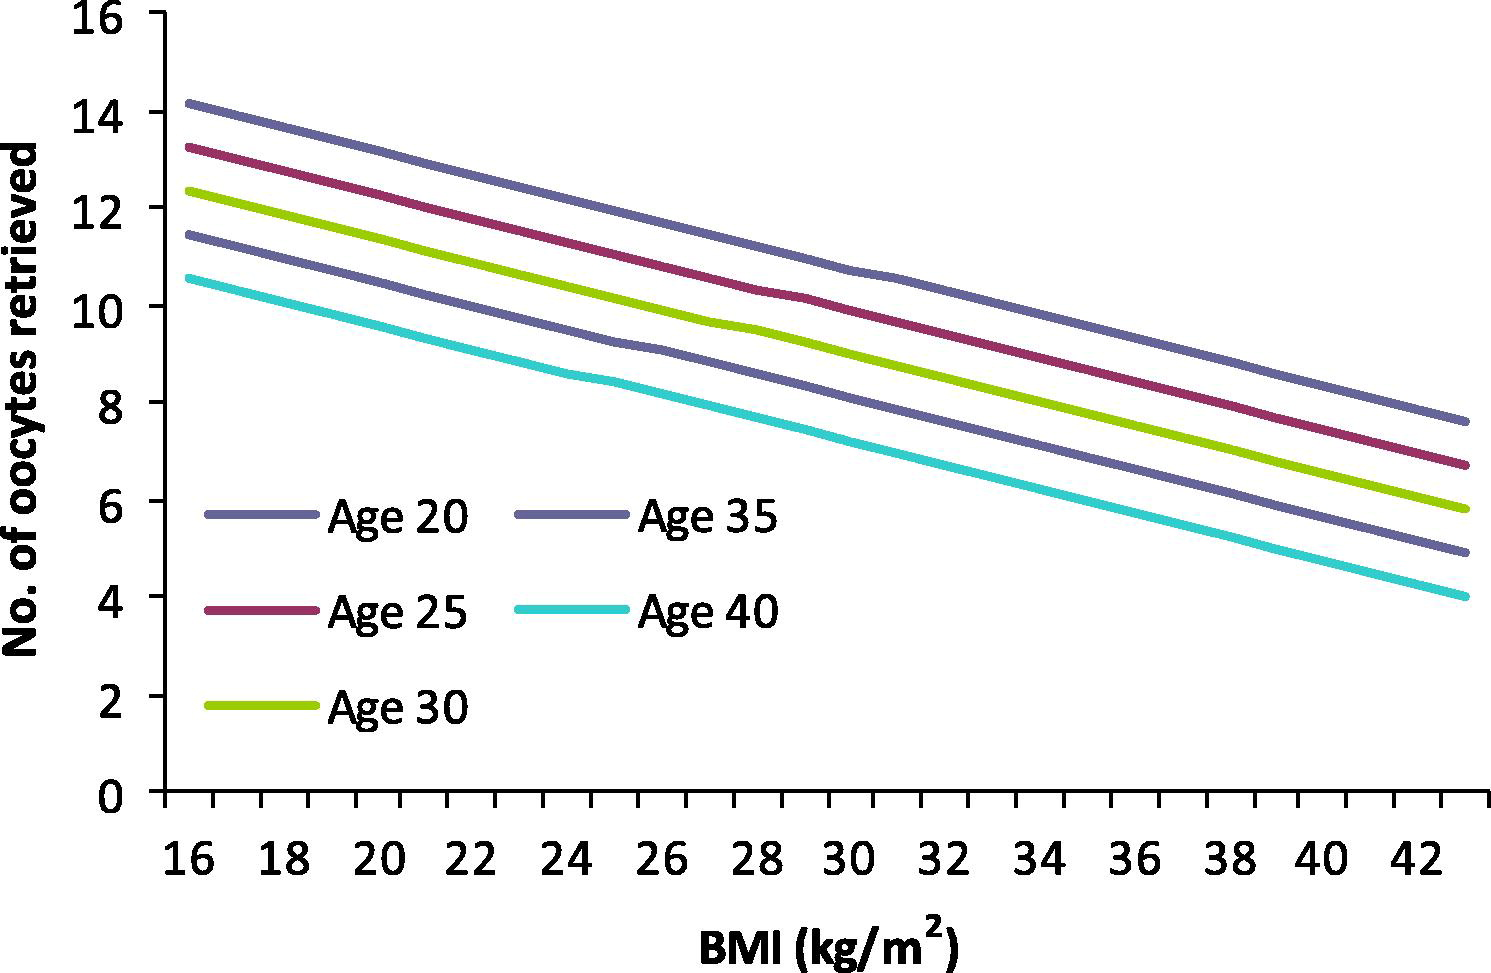 16
14
12
10
8
6
4
2
0
No. of oocytes retrieved
Age 20 Age 35
Age 25 Age 40
Age 30
16 18 20 22 24 26 28 30 32 34 36 38 40 42
BMI (kg/m²)